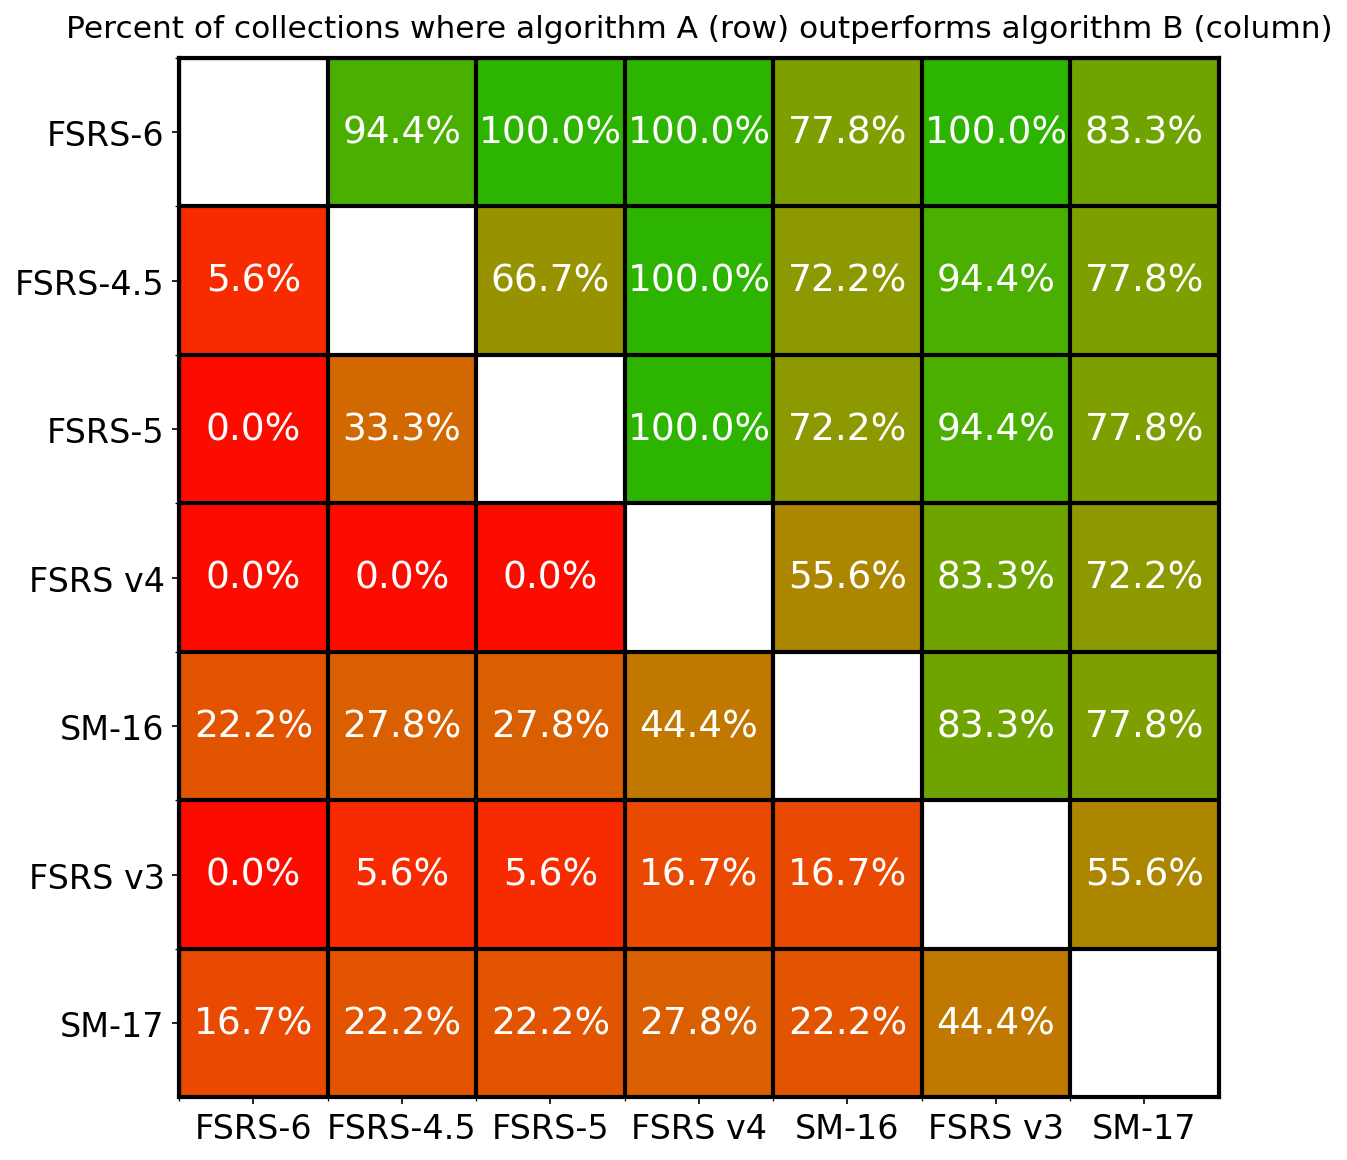 Percent of collections where algorithm A (row) outperforms algorithm B (column)
FSRS-6 94.4% 100.0% 100.0% 77.8% 100.0% 83.3%
FSRS-4.5 5.6% 66.7% 100.0% 72.2% 94.4% 77.8%
FSRS-5 0.0% 33.3% 100.0% 72.2% 94.4% 77.8%
FSRS v4 0.0% 0.0% 0.0% 55.6% 83.3% 72.2%
SM-16 22.2% 27.8% 27.8% 44.4% 83.3% 77.8%
FSRS v3 0.0% 5.6% 5.6% 16.7% 16.7% 55.6%
SM-17 16.7% 22.2% 22.2% 27.8% 22.2% 44.4%
FSRS-6 FSRS-4.5 FSRS-5 FSRS v4 SM-16 FSRS v3 SM-17